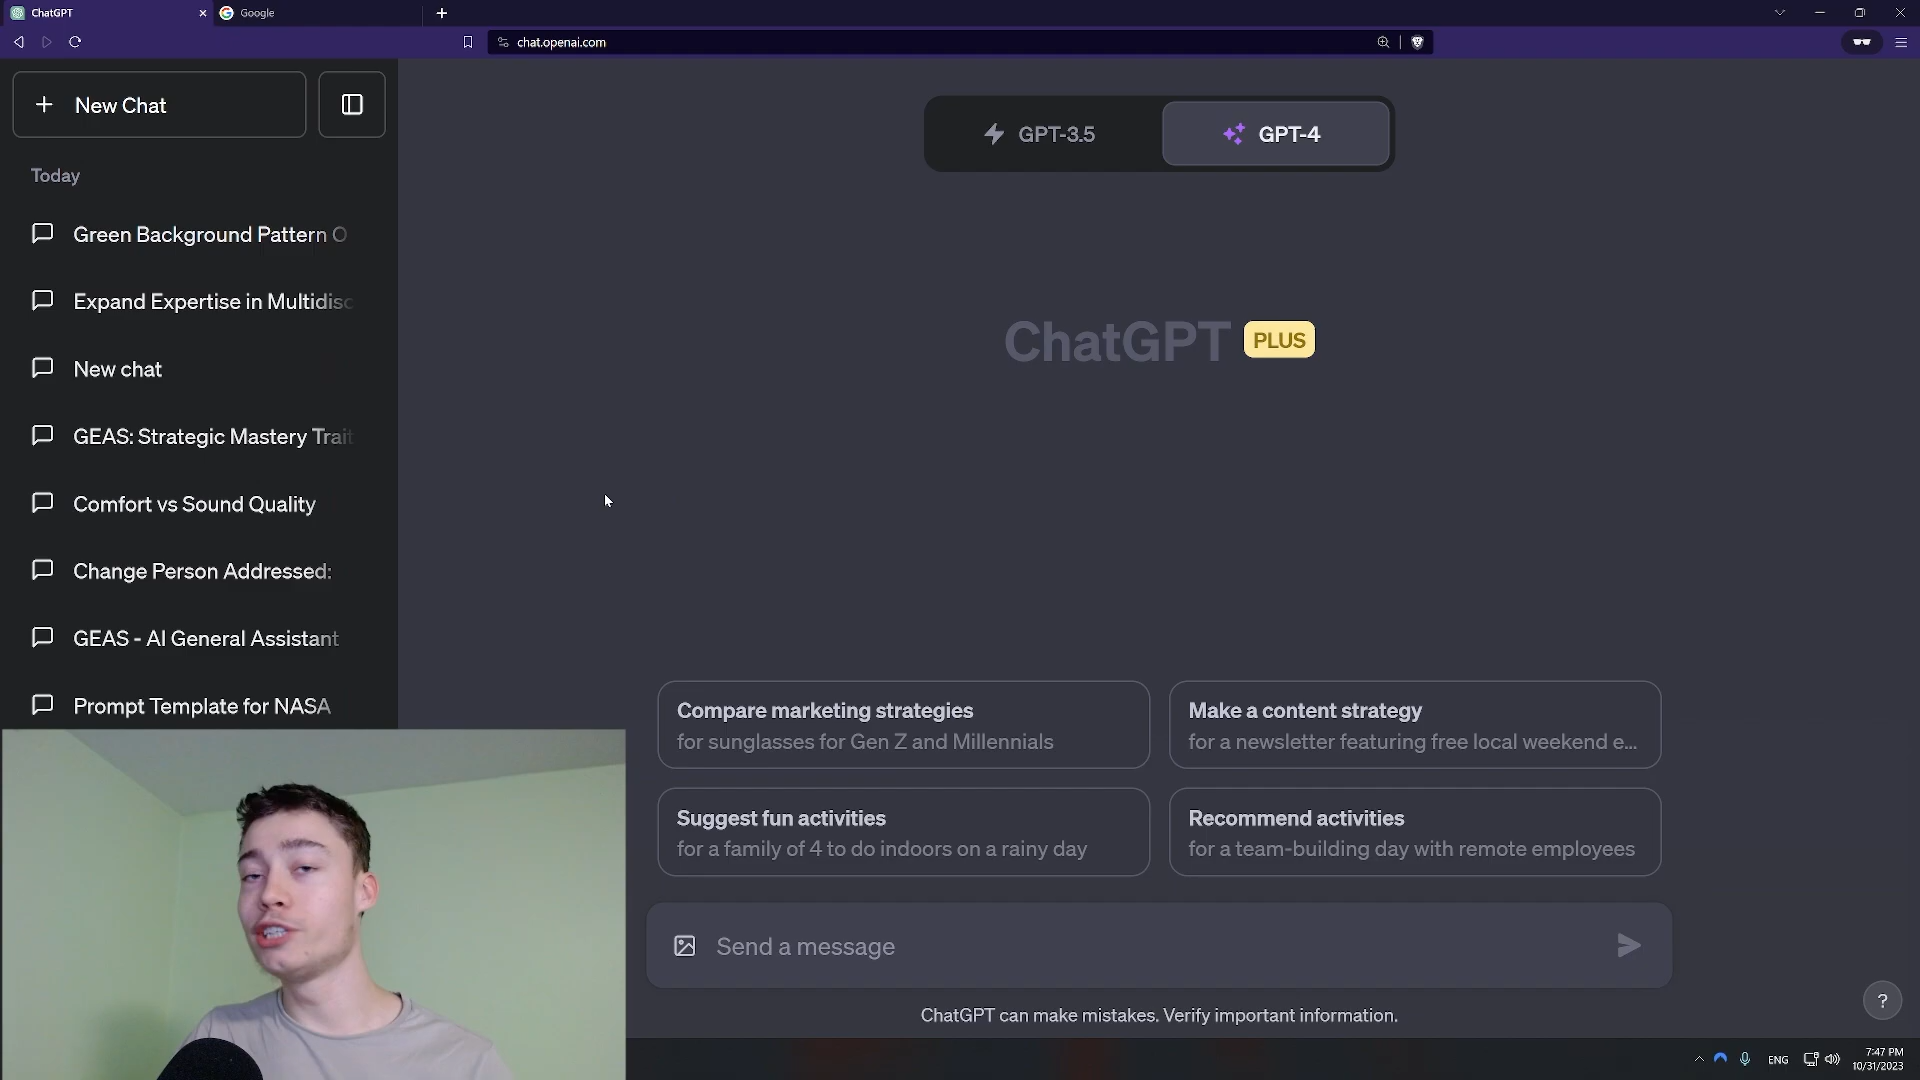 ChatGPT
Google
chat.openai.com
New Chat
Today
Green Background Pattern O
Expand Expertise in Multidisc
New chat
GEAS: Strategic Mastery Trait
Comfort vs Sound Quality
Change Person Addressed:
GEAS - AI General Assistant
Prompt Template for NASA
GPT-3.5
GPT-4
ChatGPT PLUS
Compare marketing strategies
for sunglasses for Gen Z and Millennials
Make a content strategy
for a newsletter featuring free local weekend e...
Suggest fun activities
for a family of 4 to do indoors on a rainy day
Recommend activities
for a team-building day with remote employees
Send a message
ChatGPT can make mistakes. Verify important information.
?
ENG
7:47 PM
10/31/2023